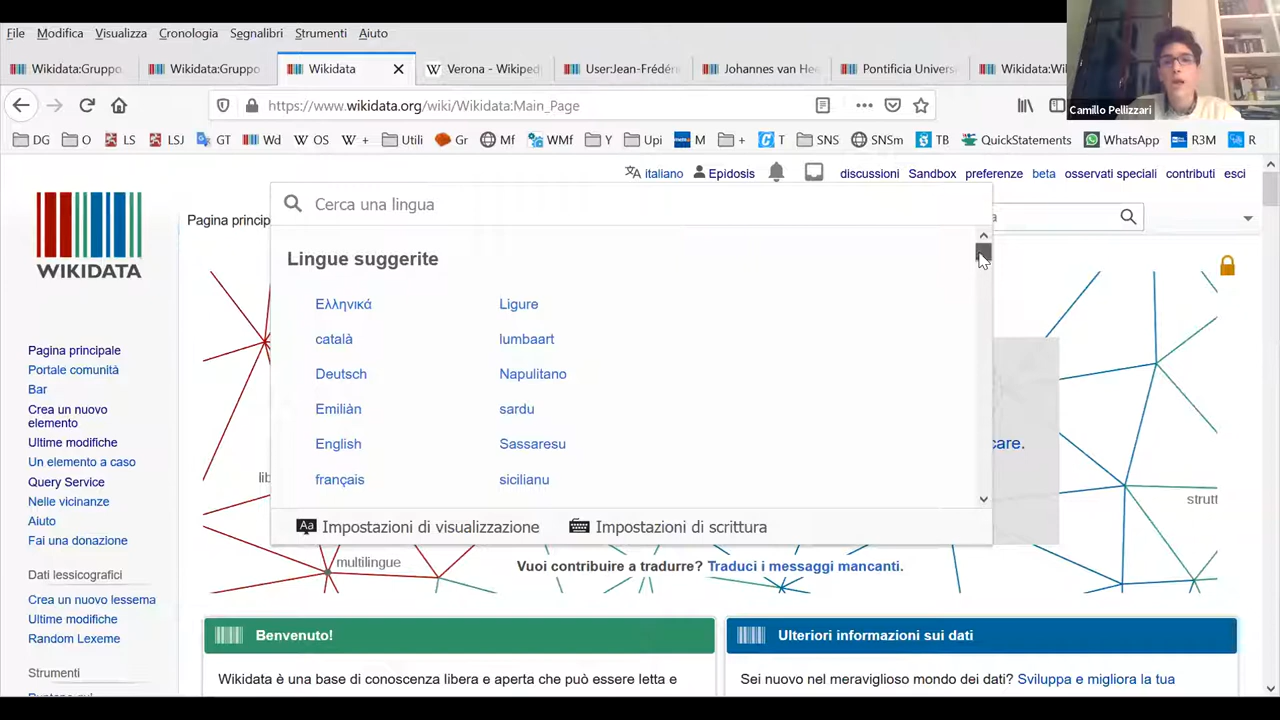 File Modifica Visualizza Cronologia Segnalibri Strumenti Aiuto
Camillo Pellizzari
Wikidata:Gruppo Wikidata:Gruppo Wikidata Verona - Wikiped User:Jean-Frédéri Johannes van Hee Pontificia Univers Wikidata:Wi
https://www.wikidata.org/wiki/Wikidata:Main_Page
DG O LS LSJ GT Wd OS + Utili Gr Mf WMf Y Upi M + T SNS SNSm TB QuickStatements WhatsApp R3M R
italiano Epidosis discussioni Sandbox preferenze beta osservati speciali contributi esci
WIKIDATA
Pagina princip
Cerca una lingua
Lingue suggerite
Ελληνικά Ligure
català lumbaart
Deutsch Napulitano
Emiliàn sardu
English Sassaresu
français sicilianu
Impostazioni di visualizzazione Impostazioni di scrittura
care.
lib
strutt
multilingue
Vuoi contribuire a tradurre? Traduci i messaggi mancanti.
Pagina principale
Portale comunità
Bar
Crea un nuovo
elemento
Ultime modifiche
Un elemento a caso
Query Service
Nelle vicinanze
Aiuto
Fai una donazione
Dati lessicografici
Crea un nuovo lessema
Ultime modifiche
Random Lexeme
Strumenti
Benvenuto!
Wikidata è una base di conoscenza libera e aperta che può essere letta e
Ulteriori informazioni sui dati
Sei nuovo nel meraviglioso mondo dei dati? Sviluppa e migliora la tua